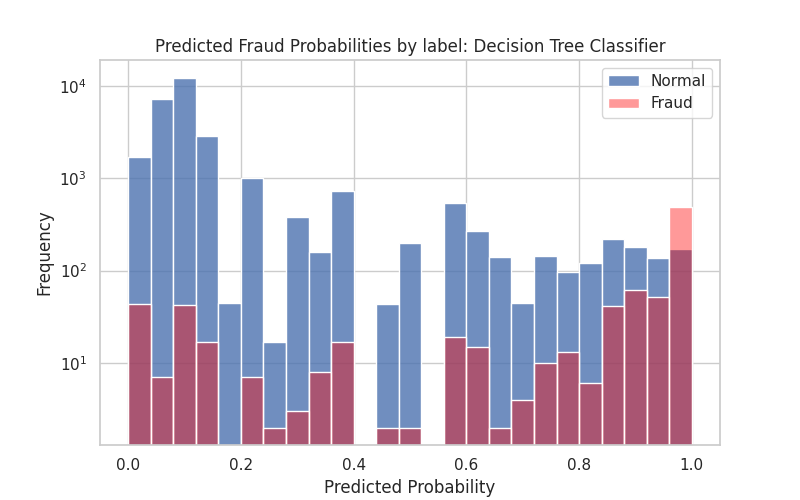 Predicted Fraud Probabilities by label: Decision Tree Classifier
Normal
Fraud
10^4
10^3
10^2
10^1
Frequency
0.0 0.2 0.4 0.6 0.8 1.0
Predicted Probability